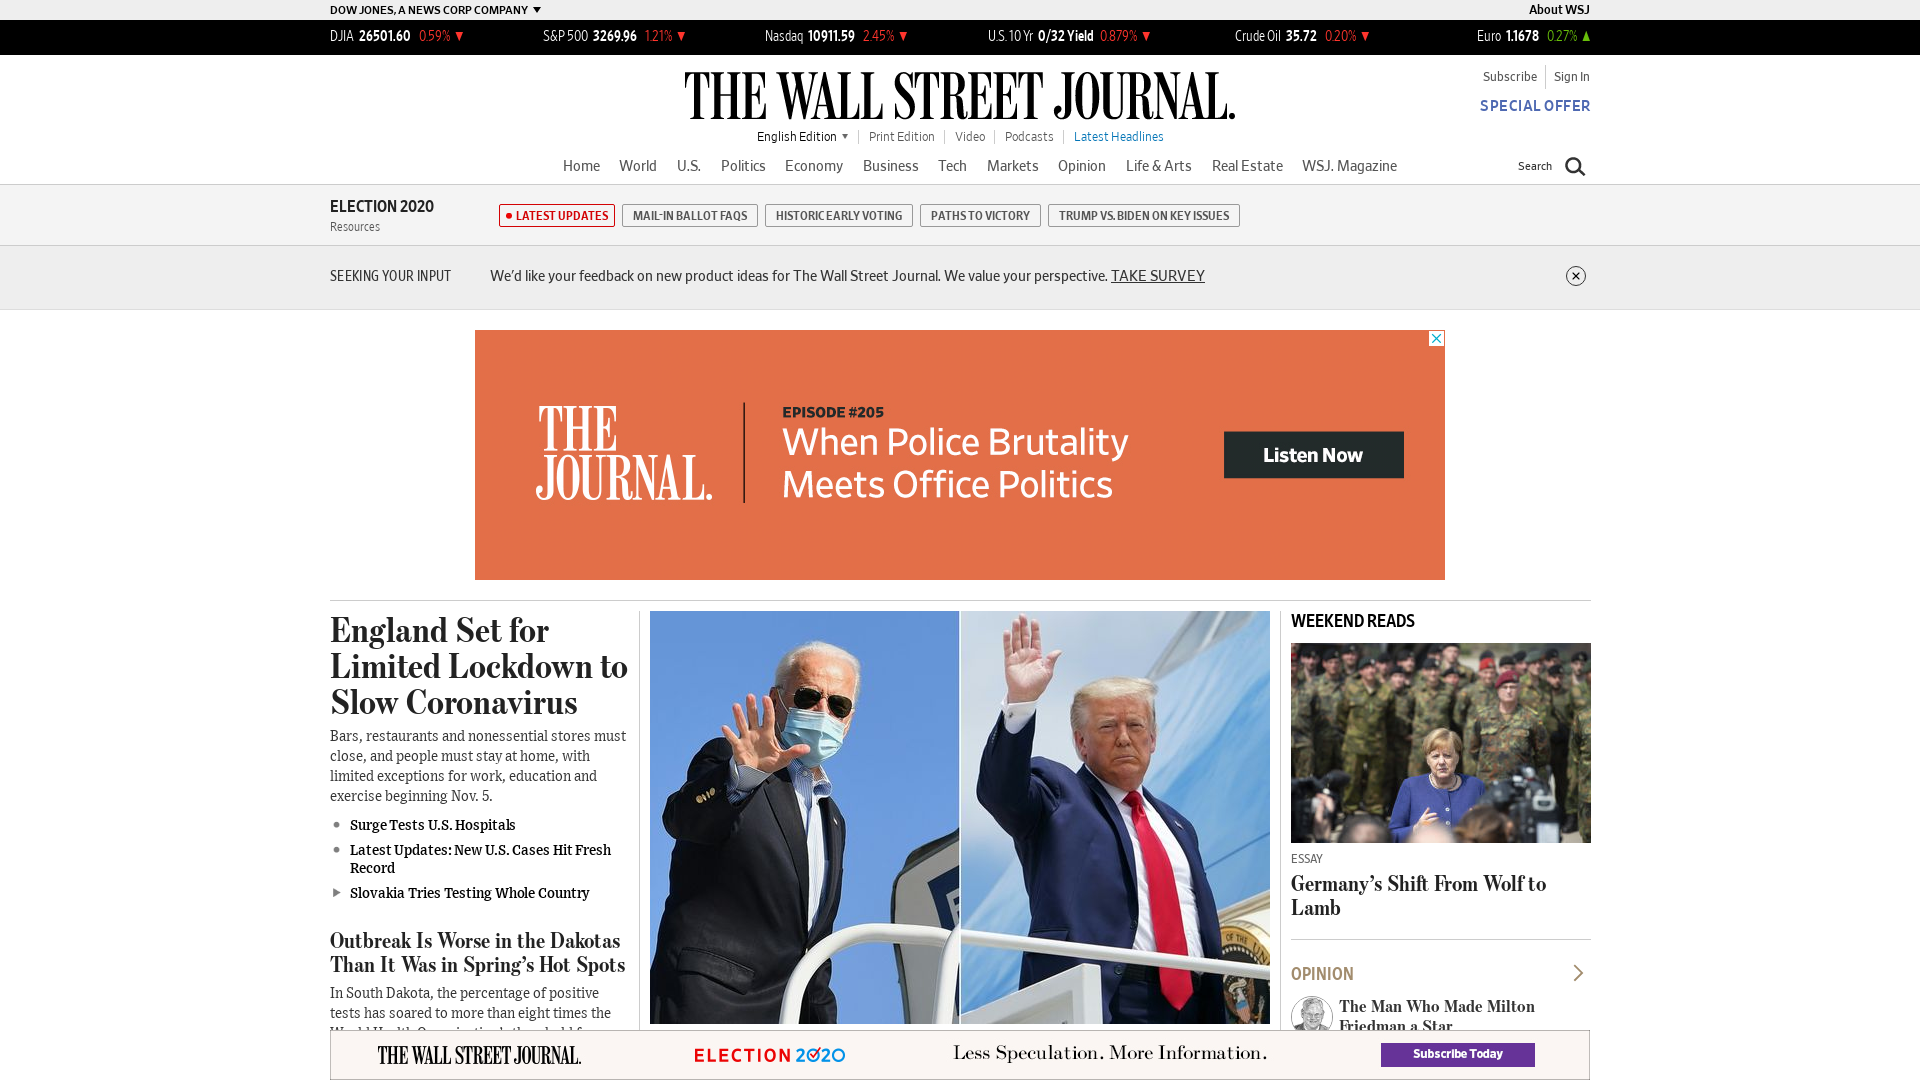 DOW JONES, A NEWS CORP COMPANY
About WSJ
DJIA 26501.60 0.59%
S&P 500 3269.96 1.21%
Nasdaq 10911.59 2.45%
U.S. 10 Yr 0/32 Yield 0.879%
Crude Oil 35.72 0.20%
Euro 1.1678 0.27%
THE WALL STREET JOURNAL.
Subscribe
Sign In
SPECIAL OFFER
English Edition
Print Edition
Video
Podcasts
Latest Headlines
Home
World
U.S.
Politics
Economy
Business
Tech
Markets
Opinion
Life & Arts
Real Estate
WSJ. Magazine
Search
ELECTION 2020
Resources
LATEST UPDATES
MAIL-IN BALLOT FAQS
HISTORIC EARLY VOTING
PATHS TO VICTORY
TRUMP VS. BIDEN ON KEY ISSUES
SEEKING YOUR INPUT
We’d like your feedback on new product ideas for The Wall Street Journal. We value your perspective. TAKE SURVEY
THE
JOURNAL.
EPISODE #205
When Police Brutality
Meets Office Politics
Listen Now
England Set for
Limited Lockdown to
Slow Coronavirus
Bars, restaurants and nonessential stores must
close, and people must stay at home, with
limited exceptions for work, education and
exercise beginning Nov. 5.
Surge Tests U.S. Hospitals
Latest Updates: New U.S. Cases Hit Fresh
Record
Slovakia Tries Testing Whole Country
Outbreak Is Worse in the Dakotas
Than It Was in Spring’s Hot Spots
In South Dakota, the percentage of positive
tests has soared to more than eight times the
WEEKEND READS
ESSAY
Germany’s Shift From Wolf to
Lamb
OPINION
The Man Who Made Milton
Friedman a Star
THE WALL STREET JOURNAL.
ELECTION 2020
Less Speculation. More Information.
Subscribe Today